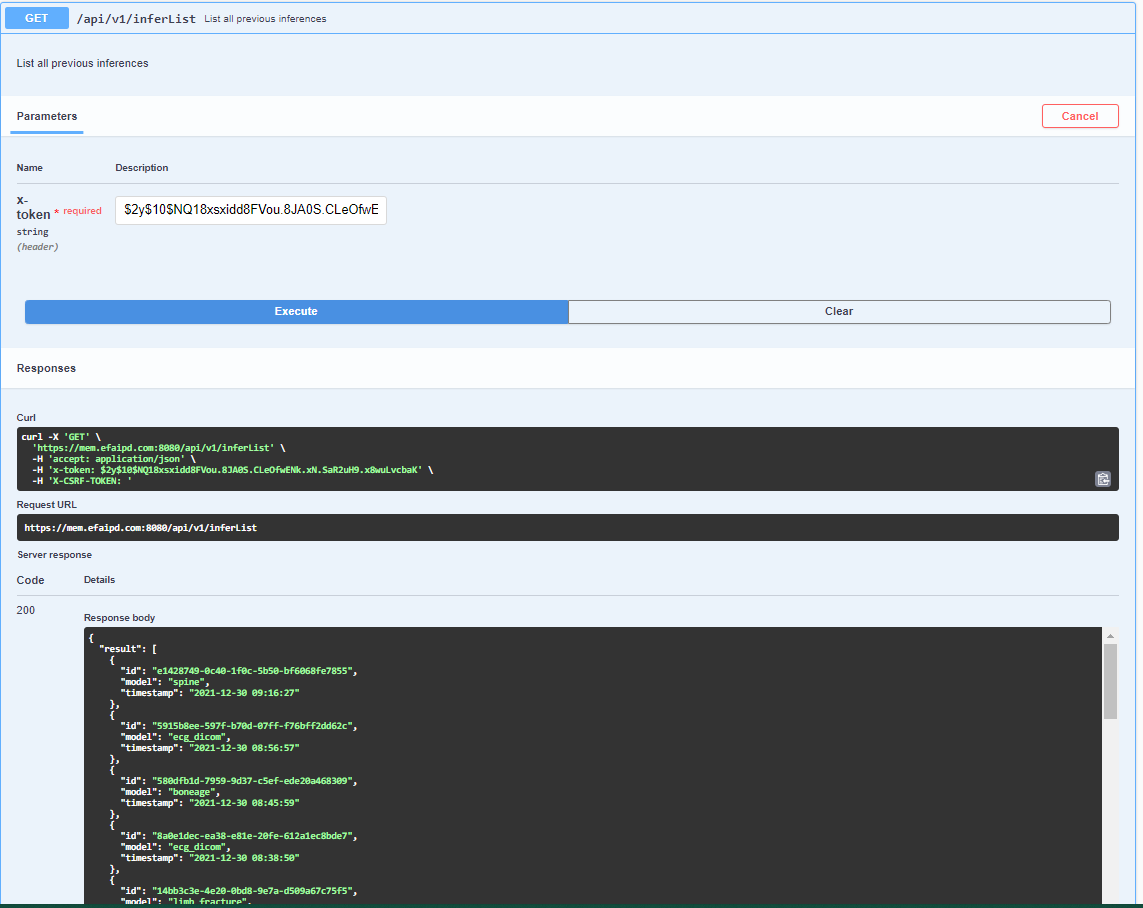 GET /api/v1/inferList List all previous inferences
List all previous inferences
Parameters
Cancel
Name Description
x-token * required
string
(header)
$2y$10$NQ18xsxidd8FVou.8JA0S.CLeOfwE
Execute
Clear
Responses
Curl
curl -X 'GET' \
'https://mem.efaipd.com:8080/api/v1/inferList' \
-H 'accept: application/json' \
-H 'x-token: $2y$10$NQ18xsxidd8FVou.8JA0S.CLeOfwENk.xN.SaR2uH9.x8wuLvcbaK' \
-H 'X-CSRF-TOKEN: '
Request URL
https://mem.efaipd.com:8080/api/v1/inferList
Server response
Code Details
200
Response body
{
"result": [
{
"id": "e1428749-0c40-1f0c-5b50-bf6068fe7855",
"model": "spine",
"timestamp": "2021-12-30 09:16:27"
},
{
"id": "5915b8ee-597f-b70d-07ff-f76bff2dd62c",
"model": "ecg_dicom",
"timestamp": "2021-12-30 08:56:57"
},
{
"id": "580dfb1d-7959-9d37-c5ef-ede20a468309",
"model": "boneage",
"timestamp": "2021-12-30 08:45:59"
},
{
"id": "8a0e1dec-ea38-e81e-20fe-612a1ec8bde7",
"model": "ecg_dicom",
"timestamp": "2021-12-30 08:38:50"
},
{
"id": "14bb3c3e-4e20-0bd8-9e7a-d509a67c75f5",
"model": "limb_fracture",